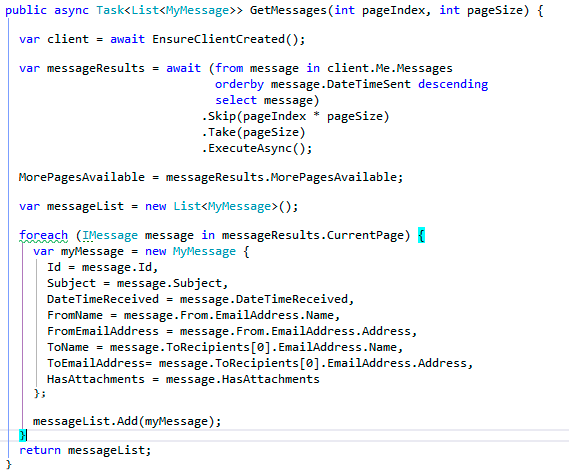 public async Task<List<MyMessage>> GetMessages(int pageIndex, int pageSize) {
var client = await EnsureClientCreated();
var messageResults = await (from message in client.Me.Messages
orderby message.DateTimeSent descending
select message)
.Skip(pageIndex * pageSize)
.Take(pageSize)
.ExecuteAsync();
MorePagesAvailable = messageResults.MorePagesAvailable;
var messageList = new List<MyMessage>();
foreach (IMessage message in messageResults.CurrentPage) {
var myMessage = new MyMessage {
Id = message.Id,
Subject = message.Subject,
DateTimeReceived = message.DateTimeReceived,
FromName = message.From.EmailAddress.Name,
FromEmailAddress = message.From.EmailAddress.Address,
ToName = message.ToRecipients[0].EmailAddress.Name,
ToEmailAddress= message.ToRecipients[0].EmailAddress.Address,
HasAttachments = message.HasAttachments
};
messageList.Add(myMessage);
}
return messageList;
}